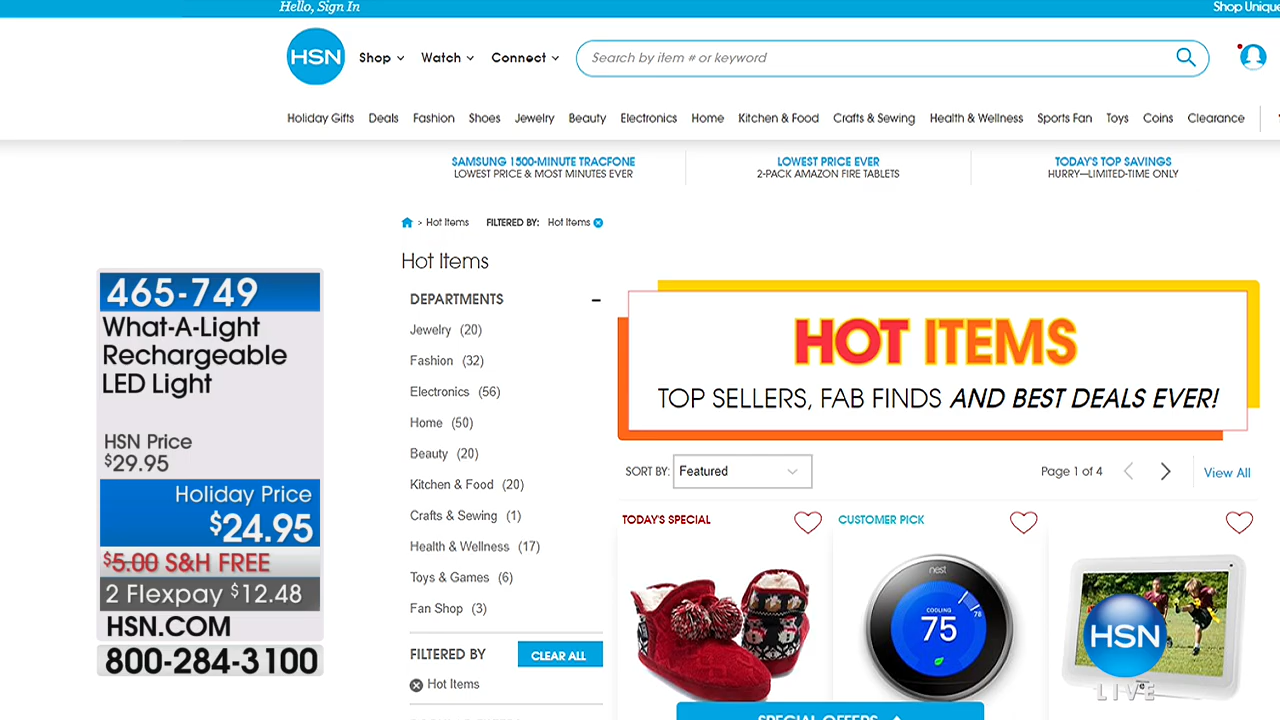 Hello, Sign In
Shop Unique
HSN
Shop
Watch
Connect
Search by item # or keyword
Holiday Gifts
Deals
Fashion
Shoes
Jewelry
Beauty
Electronics
Home
Kitchen & Food
Crafts & Sewing
Health & Wellness
Sports Fan
Toys
Coins
Clearance
SAMSUNG 1500-MINUTE TRACFONE
LOWEST PRICE & MOST MINUTES EVER
LOWEST PRICE EVER
2-PACK AMAZON FIRE TABLETS
TODAY'S TOP SAVINGS
HURRY—LIMITED-TIME ONLY
> Hot Items
FILTERED BY: Hot Items
Hot Items
DEPARTMENTS
Jewelry (20)
Fashion (32)
Electronics (56)
Home (50)
Beauty (20)
Kitchen & Food (20)
Crafts & Sewing (1)
Health & Wellness (17)
Toys & Games (6)
Fan Shop (3)
FILTERED BY
CLEAR ALL
Hot Items
465-749
What-A-Light
Rechargeable
LED Light
HSN Price
$29.95
Holiday Price
$24.95
$5.00 S&H FREE
2 Flexpay $12.48
HSN.COM
800-284-3100
HOT ITEMS
TOP SELLERS, FAB FINDS AND BEST DEALS EVER!
SORT BY:
Featured
Page 1 of 4
View All
TODAY'S SPECIAL
CUSTOMER PICK
nest
COOLING
75
78
HSN
LIVE
SPECIAL OFFERS